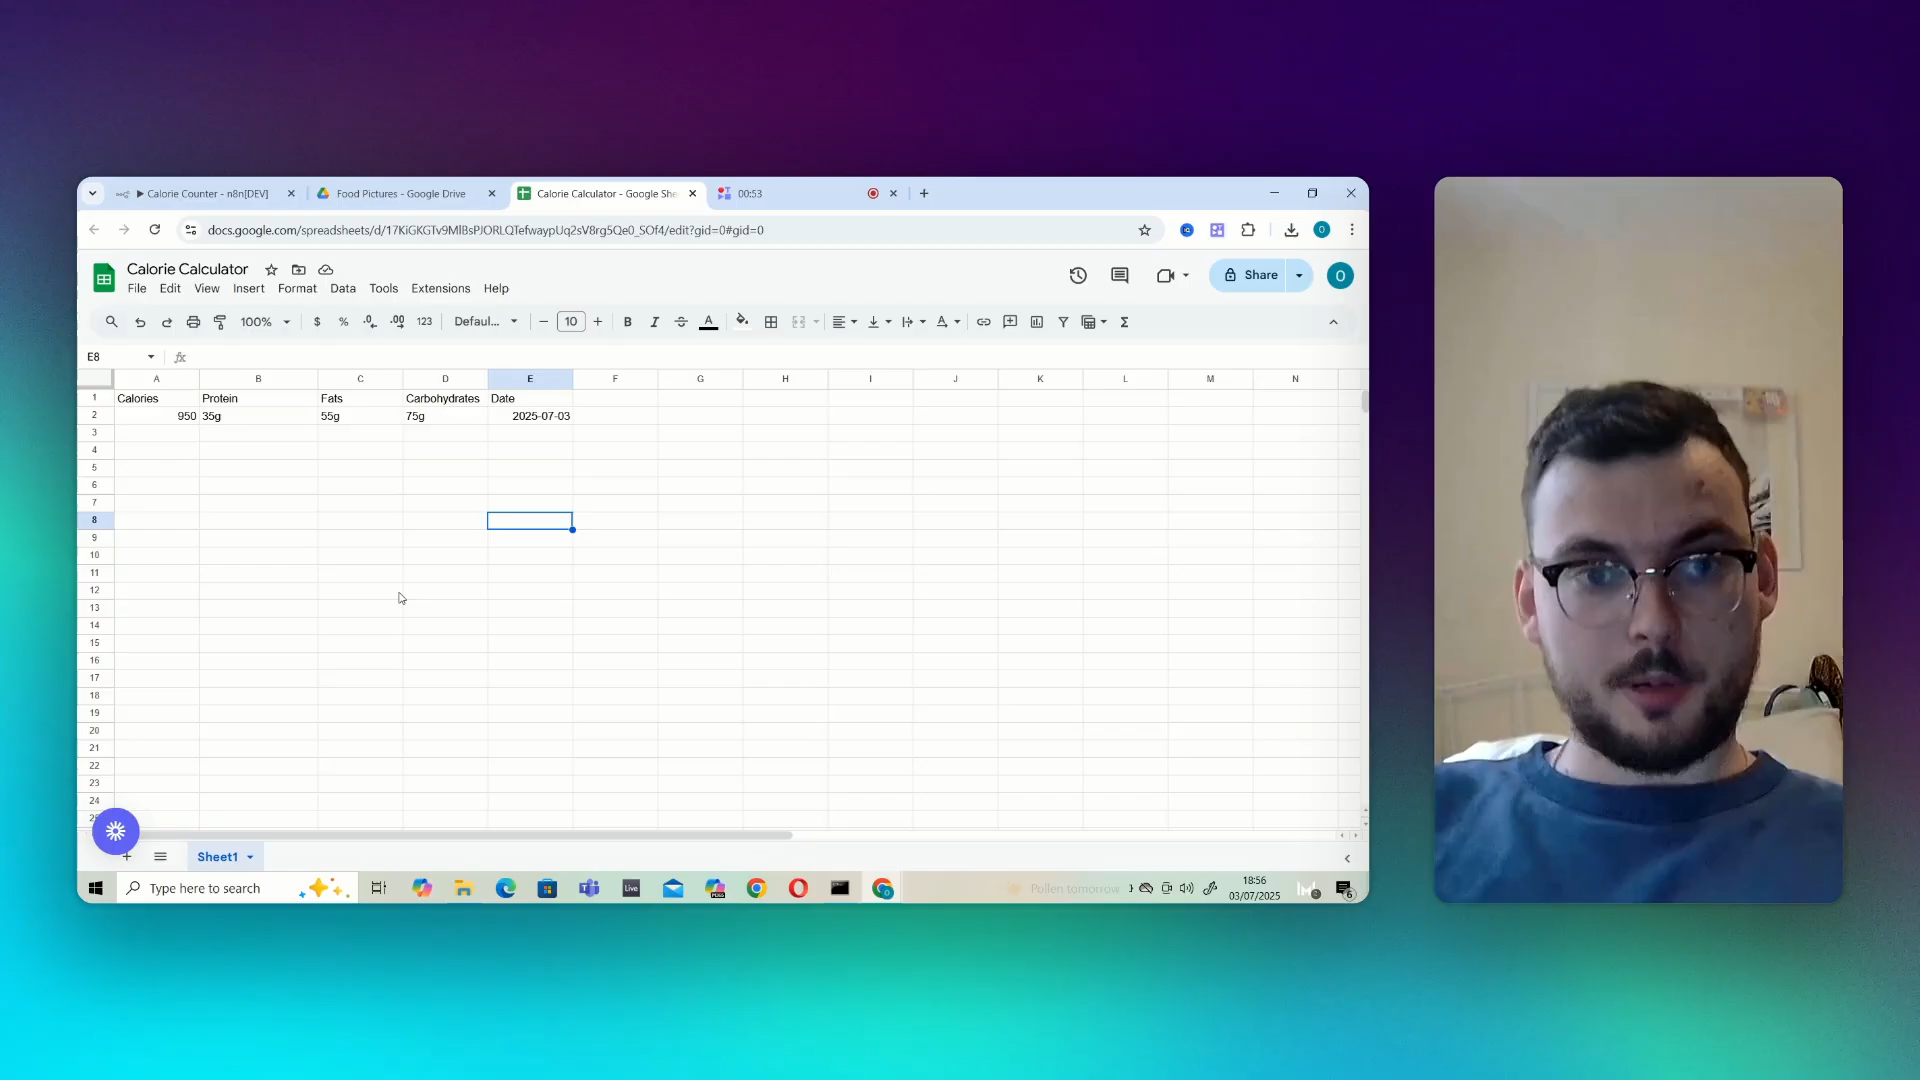 ▶ Calorie Counter - n8n[DEV]
Food Pictures - Google Drive
Calorie Calculator - Google She
00:53
docs.google.com/spreadsheets/d/17KiGKGTv9MlBsPJORLQTefwaypUq2sV8rg5Qe0_SOf4/edit?gid=0#gid=0
O
Calorie Calculator
File Edit View Insert Format Data Tools Extensions Help
Share
O
100% $ % .0 .00 123 Defaul... - 10 + B I S A
E8 fx
A B C D E F G H I J K L M N
1 Calories Protein Fats Carbohydrates Date
2 950 35g 55g 75g 2025-07-03
3
4
5
6
7
8
9
10
11
12
13
14
15
16
17
18
19
20
21
22
23
24
Sheet1
Type here to search
Live
Pollen tomorrow
18:56
03/07/2025
6